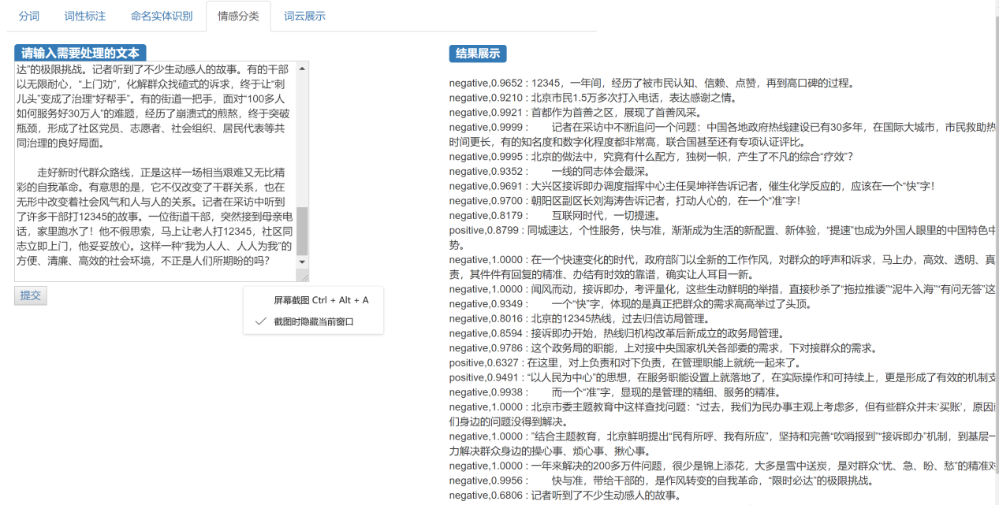 分词 词性标注 命名实体识别 情感分类 词云展示
请输入需要处理的文本
达”的极限挑战。记者听到了不少生动感人的故事。有的干部
以无限耐心，“上门劝”，化解群众找碴式的诉求，终于让“刺
儿头”变成了治理“好帮手”。有的街道一把手，面对“100多人
如何服务好30万人”的难题，经历了崩溃式的煎熬，终于突破
瓶颈，形成了社区党员、志愿者、社会组织、居民代表等共
同治理的良好局面。
走好新时代群众路线，正是这样一场相当艰难又无比精
彩的自我革命。有意思的是，它不仅改变了干群关系，也在
无形中改变着社会风气和人与人的关系。记者在采访中听到
了许多干部打12345的故事。一位街道干部，突然接到母亲电
话，家里跑水了！他不假思索，马上让老人打12345，社区同
志立即上门，他妥妥放心。这样一种“我为人人、人人为我”的
方便、清廉、高效的社会环境，不正是人们所期盼的吗？
提交
屏幕截图 Ctrl + Alt + A
截图时隐藏当前窗口
结果展示
negative,0.9652 : 12345，一年间，经历了被市民认知、信赖、点赞，再到高口碑的过程。
negative,0.9210 : 北京市民1.5万多次打入电话，表达感谢之情。
negative,0.9921 : 首都作为首善之区，展现了首善风采。
negative,0.9999 : 记者在采访中不断追问一个问题：中国各地政府热线建设已有30多年，在国际大城市，市民救助热
时间更长，有的知名度和数字化程度都非常高，联合国甚至还有专项认证评比。
negative,0.9995 : 北京的做法中，究竟有什么配方，独树一帜，产生了不凡的综合“疗效”？
negative,0.9352 : 一线的同志体会最深。
negative,0.9691 : 大兴区接诉即办调度指挥中心主任吴坤祥告诉记者，催生化学反应的，应该在一个“快”字！
negative,0.9700 : 朝阳区副区长刘海涛告诉记者，打动人心的，在一个“准”字！
negative,0.8179 : 互联网时代，一切提速。
positive,0.8799 : 同城速达，个性服务，快与准，渐渐成为生活的新配置、新体验，“提速”也成为外国人眼里的中国特色中
势。
negative,1.0000 : 在一个快速变化的时代，政府部门以全新的工作作风，对群众的呼声和诉求，马上办，高效、透明、真
责，其件件有回复的精准、办结有时效的靠谱，确实让人耳目一新。
negative,1.0000 : 闻风而动，接诉即办，考评量化，这些生动鲜明的举措，直接秒杀了“拖拉推诿”“泥牛入海”“有问无答”这
negative,0.9349 : 一个“快”字，体现的是真正把群众的需求高高举过了头顶。
negative,0.8016 : 北京的12345热线，过去归信访局管理。
negative,0.8594 : 接诉即办开始，热线归机构改革后新成立的政务局管理。
negative,0.9786 : 这个政务局的职能，上对接中央国家机关各部委的需求，下对接群众的需求。
positive,0.6327 : 在这里，对上负责和对下负责，在管理职能上就统一起来了。
positive,0.9491 : “以人民为中心”的思想，在服务职能设置上就落地了，在实际操作和可持续上，更是形成了有效的机制支
negative,0.9938 : 而一个“准”字，显现的是管理的精细、服务的精准。
negative,1.0000 : 北京市委主题教育中这样查找问题：“过去，我们为民办事主观上考虑多，但有些群众并未‘买账’，原因
们身边的问题没得到解决。
negative,1.0000 : ”结合主题教育，北京鲜明提出“民有所呼、我有所应”，坚持和完善“吹哨报到”“接诉即办”机制，到基层一
力解决群众身边的操心事、烦心事、揪心事。
negative,1.0000 : 一年来解决的200多万件问题，很少是锦上添花，大多是雪中送炭，是对群众“忧、急、盼、愁”的精准对
negative,0.9956 : 快与准，带给干部的，是作风转变的自我革命，“限时必达”的极限挑战。
negative,0.6806 : 记者听到了不少生动感人的故事。